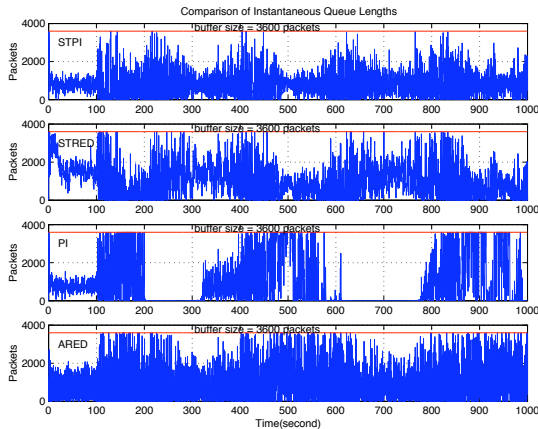 Comparison of Instantaneous Queue Lengths
4000
buffer size = 3600 packets
STPI
Packets
2000
0
0 100 200 300 400 500 600 700 800 900 1000
4000
buffer size = 3600 packets
STRED
Packets
2000
0
0 100 200 300 400 500 600 700 800 900 1000
4000
buffer size = 3600 packets
PI
Packets
2000
0
0 100 200 300 400 500 600 700 800 900 1000
4000
buffer size = 3600 packets
ARED
Packets
2000
0
0 100 200 300 400 500 600 700 800 900 1000
Time(second)